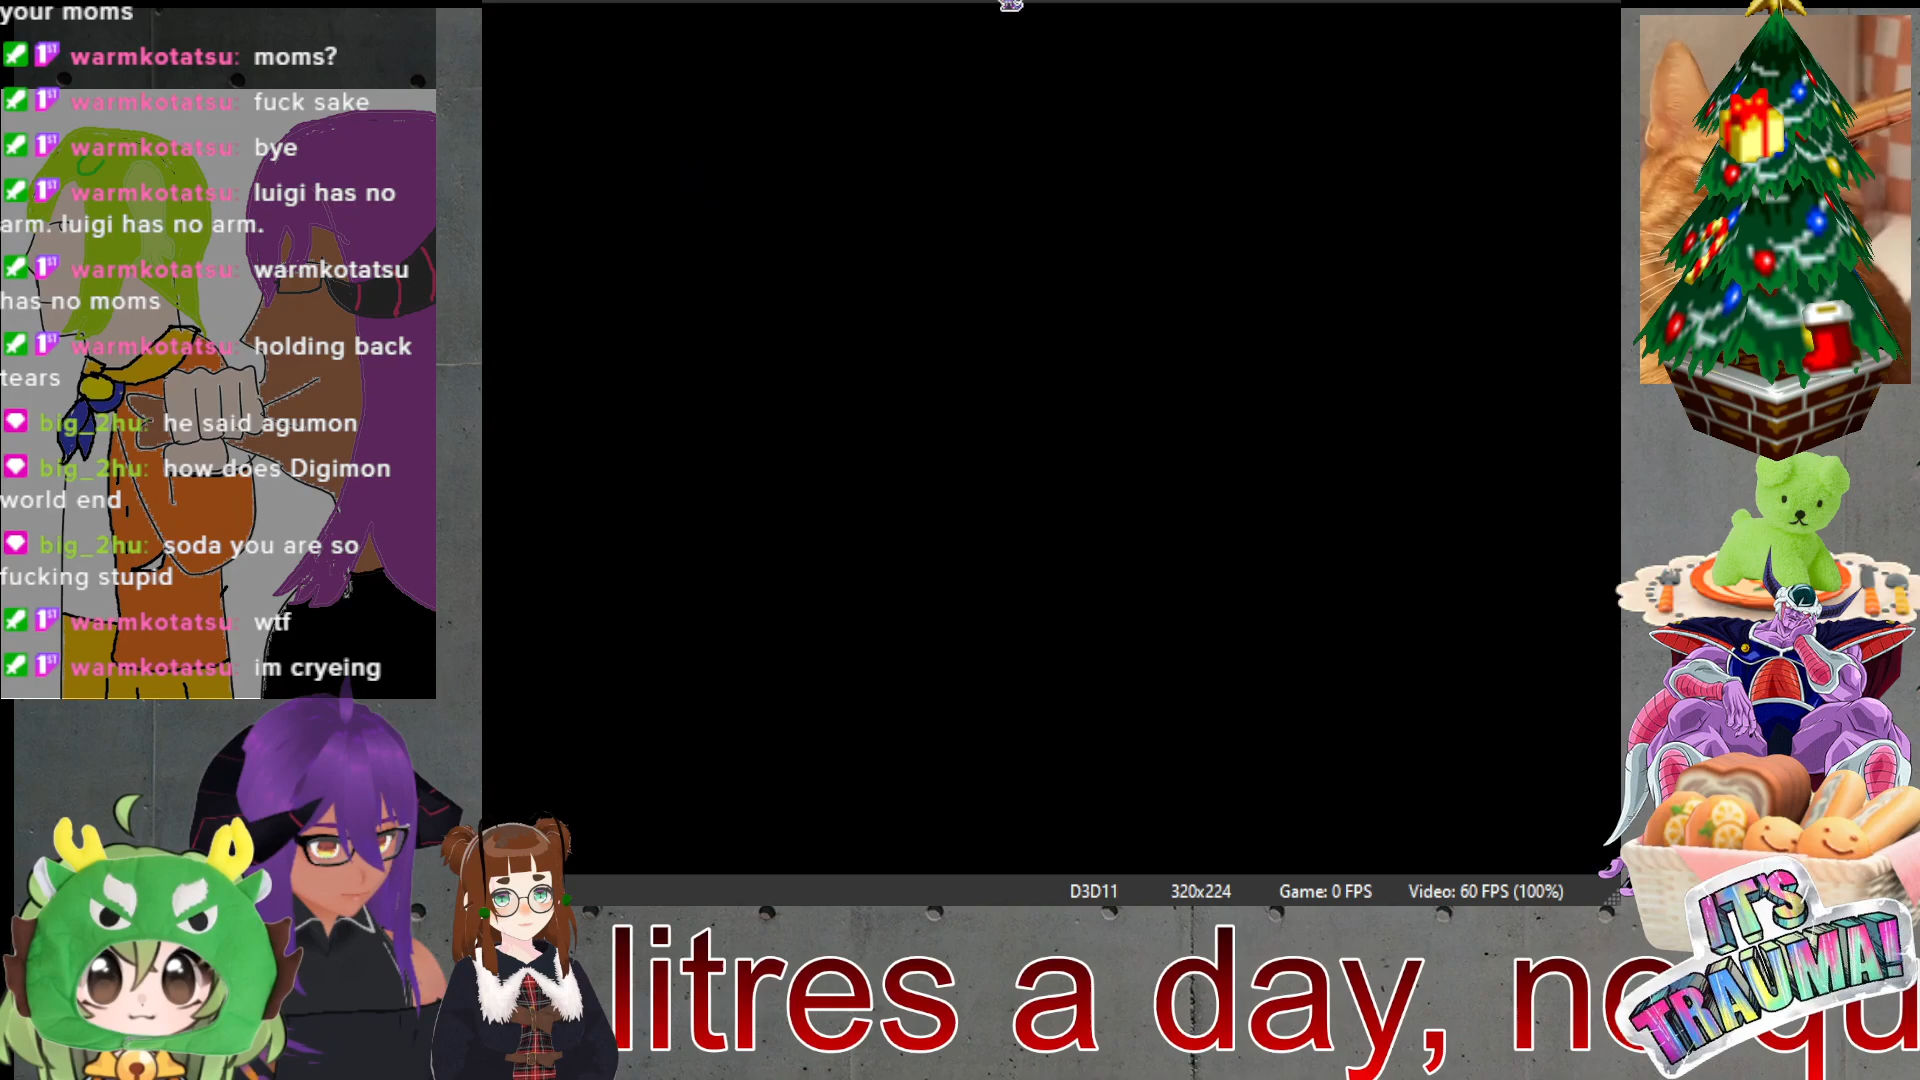 your moms
warmkotatsu: moms?
warmkotatsu: fuck sake
warmkotatsu: bye
warmkotatsu: luigi has no
arm. luigi has no arm.
warmkotatsu: warmkotatsu
has no moms
warmkotatsu: holding back
tears
big_2hu: he said agumon
big_2hu: how does Digimon
world end
big_2hu: soda you are so
fucking stupid
warmkotatsu: wtf
warmkotatsu: im cryeing
D3D11 320x224 Game: 0 FPS Video: 60 FPS (100%)
litres a day,
IT'S
TRAUMA!